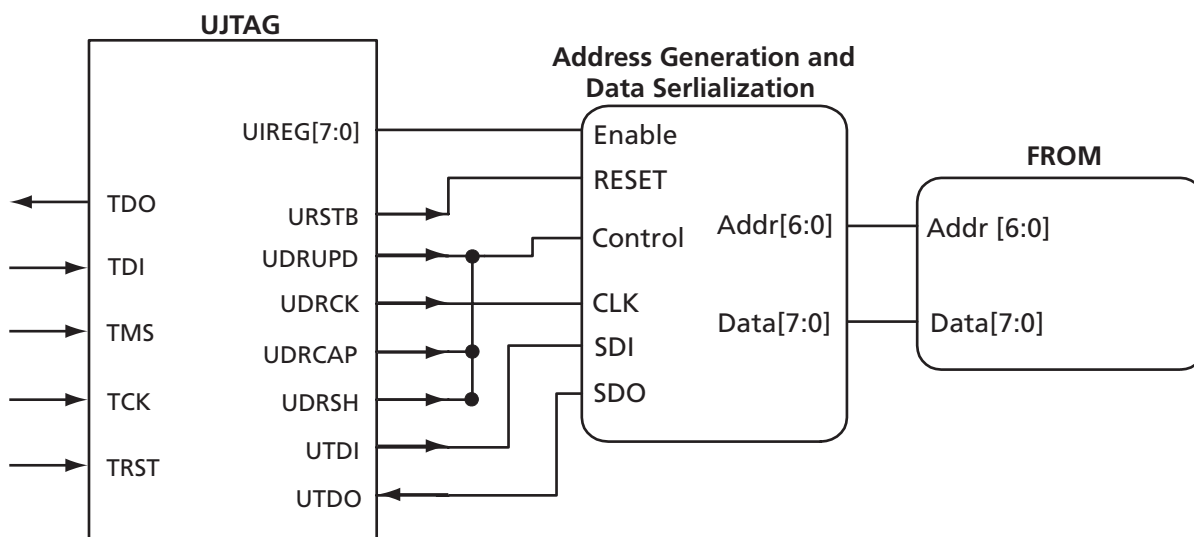 UJTAG
TDO
TDI
TMS
TCK
TRST
UIREG[7:0]
URSTB
UDRUPD
UDRCK
UDRCAP
UDRSH
UTDI
UTDO
Address Generation and
Data Serlialization
Enable
RESET
Control
CLK
SDI
SDO
Addr[6:0]
Data[7:0]
FROM
Addr [6:0]
Data[7:0]